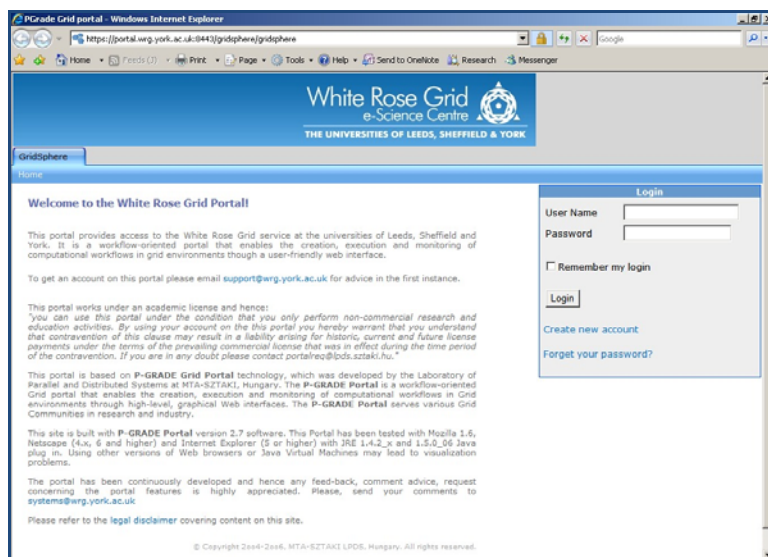 PGrade Grid portal - Windows Internet Explorer
https://portal.wrg.york.ac.uk:8443/gridsphere/gridsphere
Google
Home Feeds (J) Print Page Tools Help Send to OneNote Research Messenger
White Rose Grid
e-Science Centre
THE UNIVERSITIES OF LEEDS, SHEFFIELD & YORK
GridSphere
Home
Welcome to the White Rose Grid Portal!
This portal provides access to the White Rose Grid service at the universities of Leeds, Sheffield and
York. It is a workflow-oriented portal that enables the creation, execution and monitoring of
computational workflows in grid environments though a user-friendly web interface.
To get an account on this portal please email support@wrg.york.ac.uk for advice in the first instance.
This portal works under an academic license and hence:
"you can use this portal under the condition that you only perform non-commercial research and
education activities. By using your account on the this portal you hereby warrant that you understand
that contravention of this clause may result in a liability arising for historic, current and future license
payments under the terms of the prevailing commercial license that was in effect during the time period
of the contravention. If you are in any doubt please contact portalreq@lpds.sztaki.hu."
This portal is based on P-GRADE Grid Portal technology, which was developed by the Laboratory of
Parallel and Distributed Systems at MTA-SZTAKI, Hungary. The P-GRADE Portal is a workflow-oriented
Grid portal that enables the creation, execution and monitoring of computational workflows in Grid
environments through high-level, graphical Web interfaces. The P-GRADE Portal serves various Grid
Communities in research and industry.
This site is built with P-GRADE Portal version 2.7 software. This Portal has been tested with Mozilla 1.6,
Netscape (4.x, 6 and higher) and Internet Explorer (5 or higher) with JRE 1.4.2_x and 1.5.0_06 Java
plug in. Using other versions of Web browsers or Java Virtual Machines may lead to visualization
problems.
The portal has been continuously developed and hence any feed-back, comment advice, request
concerning the portal features is highly appreciated. Please, send your comments to
systems@wrg.york.ac.uk
Please refer to the legal disclaimer covering content on this site.
© Copyright 2oo4-2oo6, MTA-SZTAKI LPDS, Hungary. All rights reserved.
Login
User Name
Password
Remember my login
Login
Create new account
Forget your password?